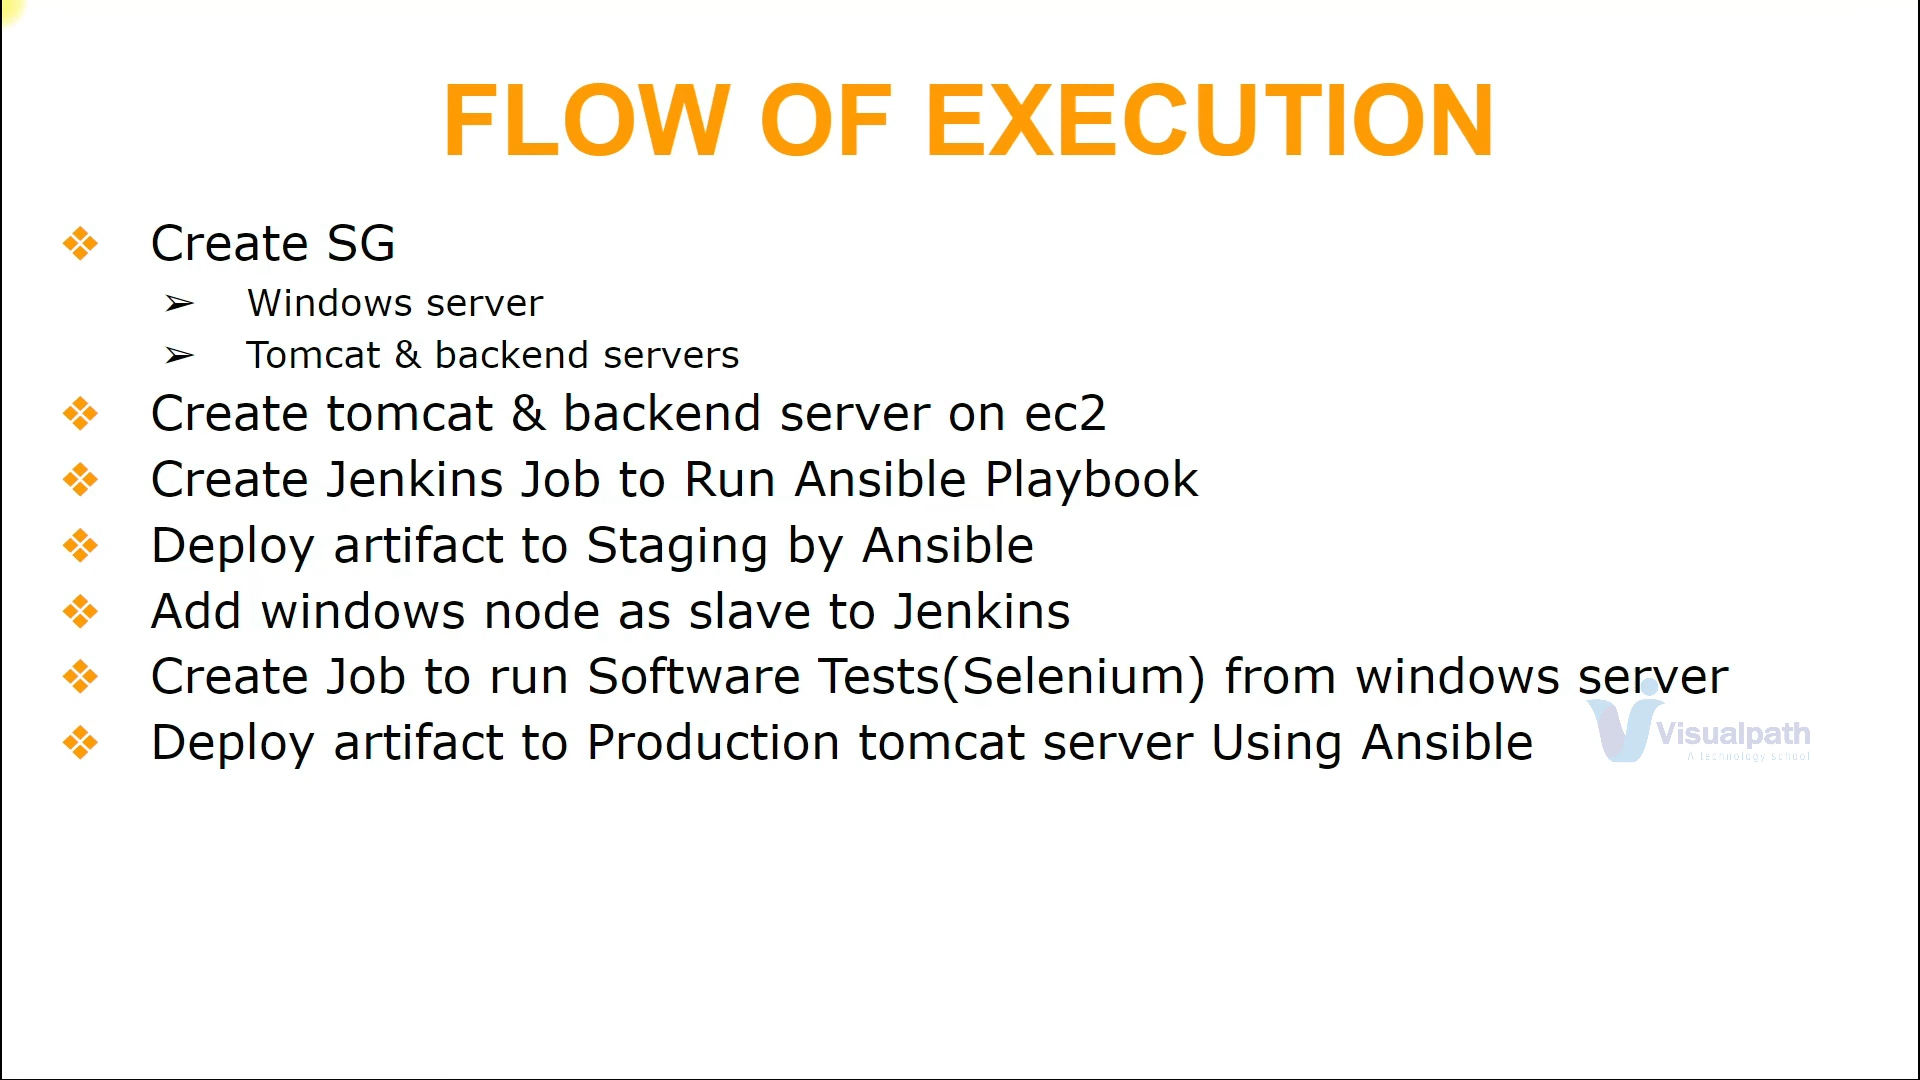 FLOW OF EXECUTION
❖ Create SG
➢ Windows server
➢ Tomcat & backend servers
❖ Create tomcat & backend server on ec2
❖ Create Jenkins Job to Run Ansible Playbook
❖ Deploy artifact to Staging by Ansible
❖ Add windows node as slave to Jenkins
❖ Create Job to run Software Tests(Selenium) from windows server
❖ Deploy artifact to Production tomcat server Using Ansible
Visualpath
A technology school